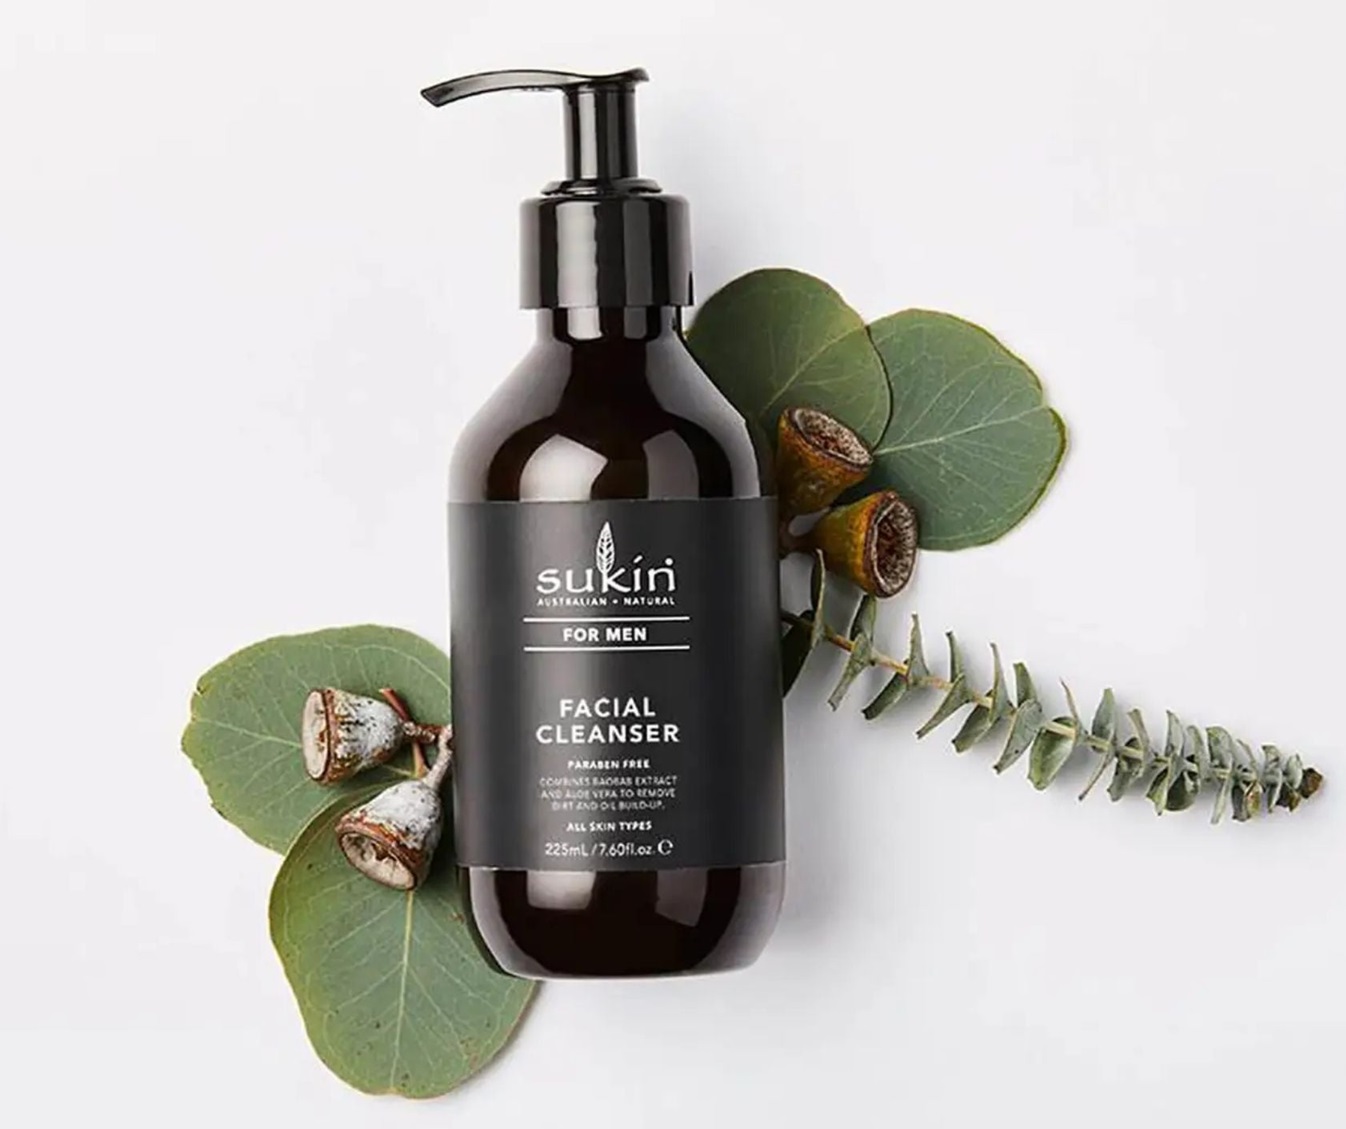 sukin
AUSTRALIAN • NATURAL
FOR MEN
FACIAL
CLEANSER
PARABEN FREE
COMBINES BAOBAB EXTRACT
AND ALOE VERA TO REMOVE
DIRT AND OIL BUILD-UP.
ALL SKIN TYPES
225mL/7.60fl.oz. ℮